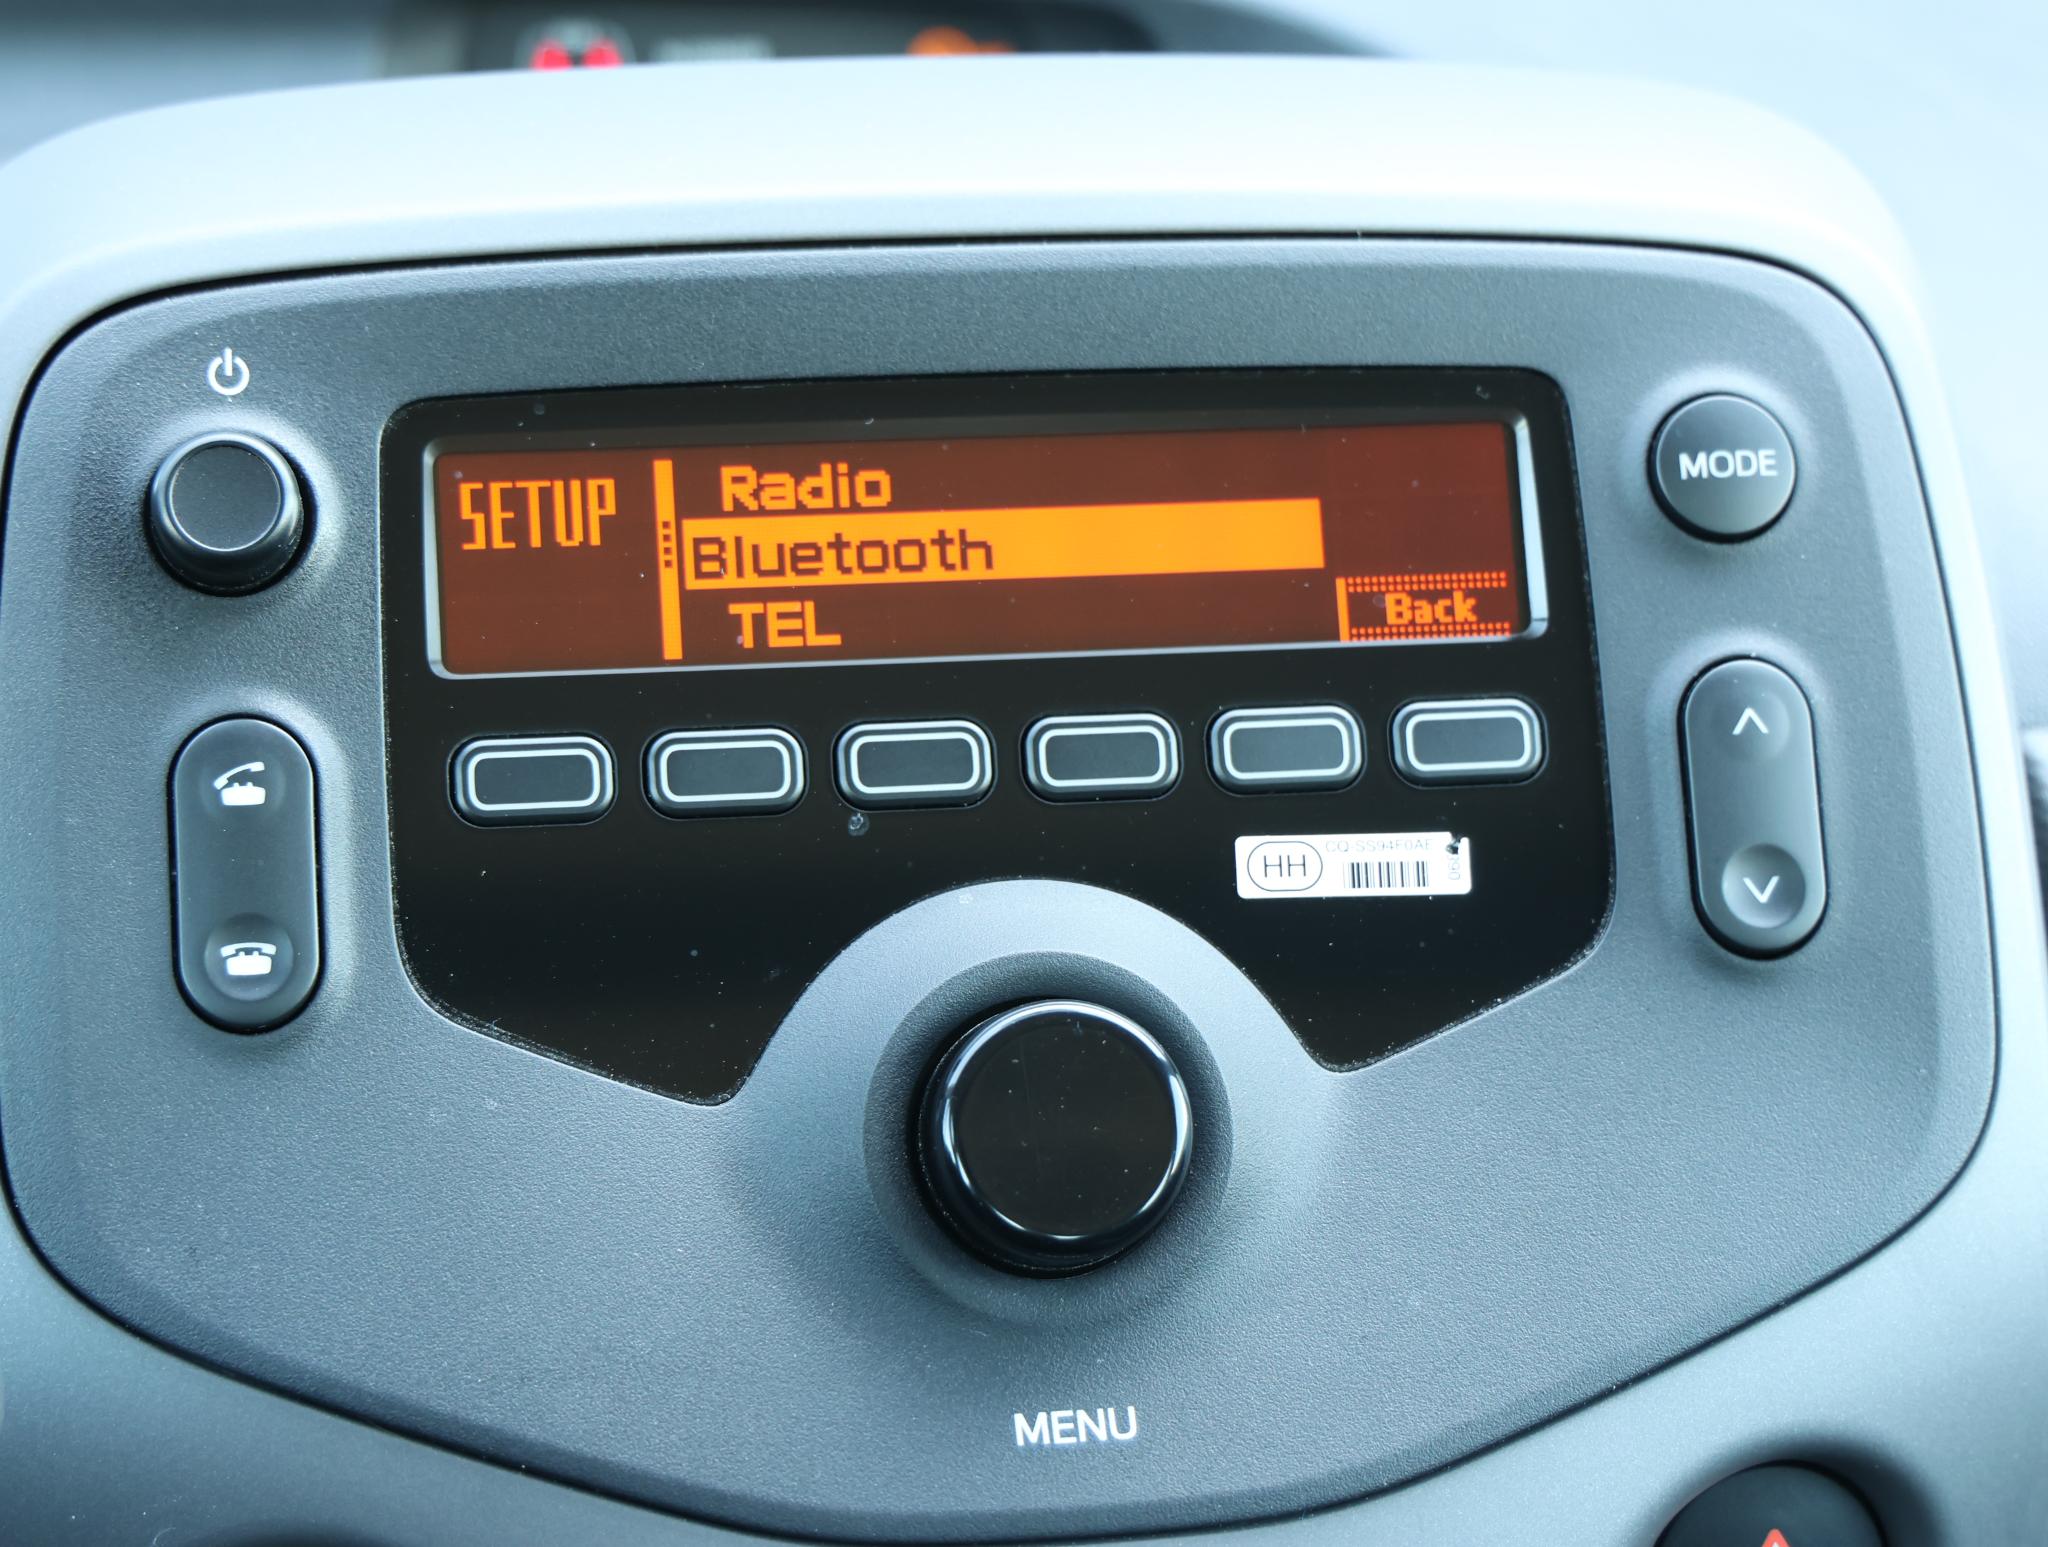 SETUP
Radio
Bluetooth
TEL
Back
MODE
HH
MENU